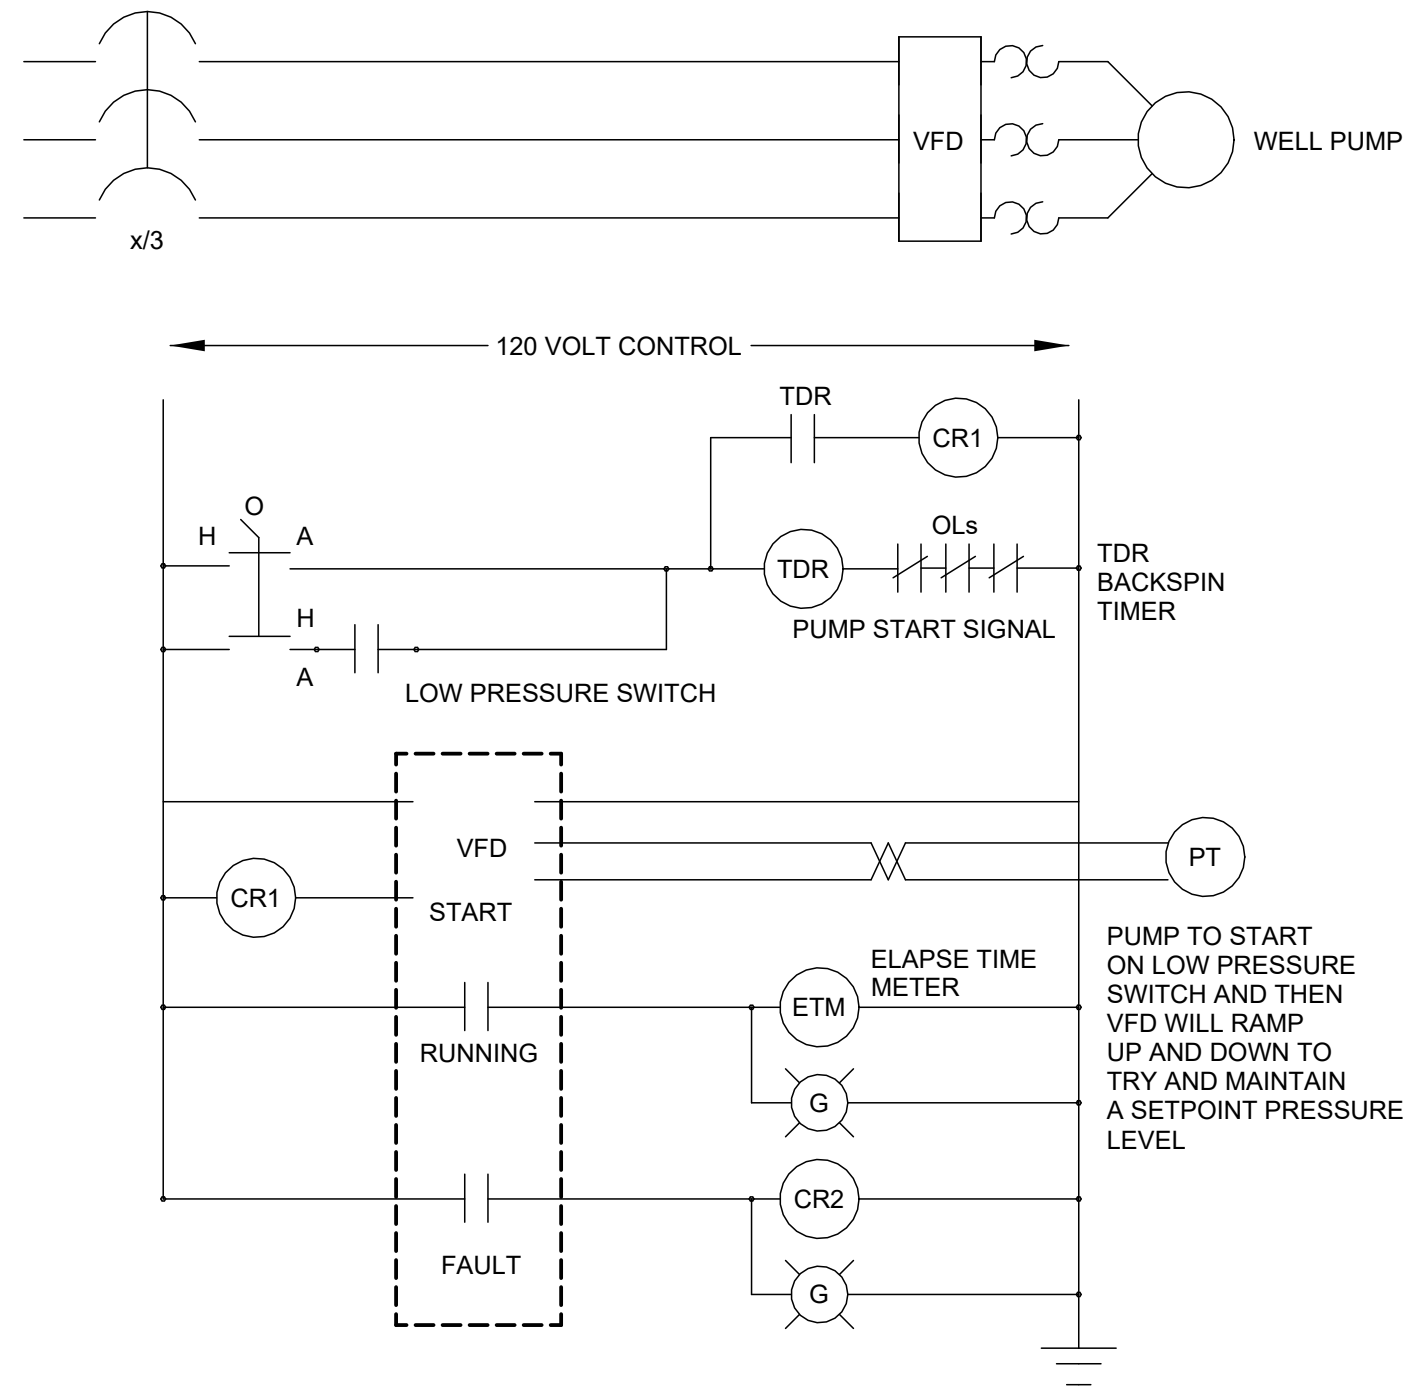 VFD
WELL PUMP
x/3
120 VOLT CONTROL
TDR
CR1
O
H
A
OLs
TDR
TDR
BACKSPIN
TIMER
H
PUMP START SIGNAL
A
LOW PRESSURE SWITCH
VFD
PT
CR1
START
PUMP TO START
ON LOW PRESSURE
SWITCH AND THEN
VFD WILL RAMP
UP AND DOWN TO
TRY AND MAINTAIN
A SETPOINT PRESSURE
LEVEL
ELAPSE TIME
METER
ETM
RUNNING
G
CR2
FAULT
G